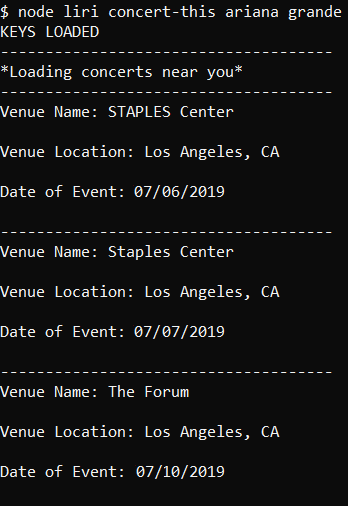 $ node liri concert-this ariana grande
KEYS LOADED
-------------------------------------
*Loading concerts near you*
-------------------------------------
Venue Name: STAPLES Center
Venue Location: Los Angeles, CA
Date of Event: 07/06/2019
-------------------------------------
Venue Name: Staples Center
Venue Location: Los Angeles, CA
Date of Event: 07/07/2019
-------------------------------------
Venue Name: The Forum
Venue Location: Los Angeles, CA
Date of Event: 07/10/2019